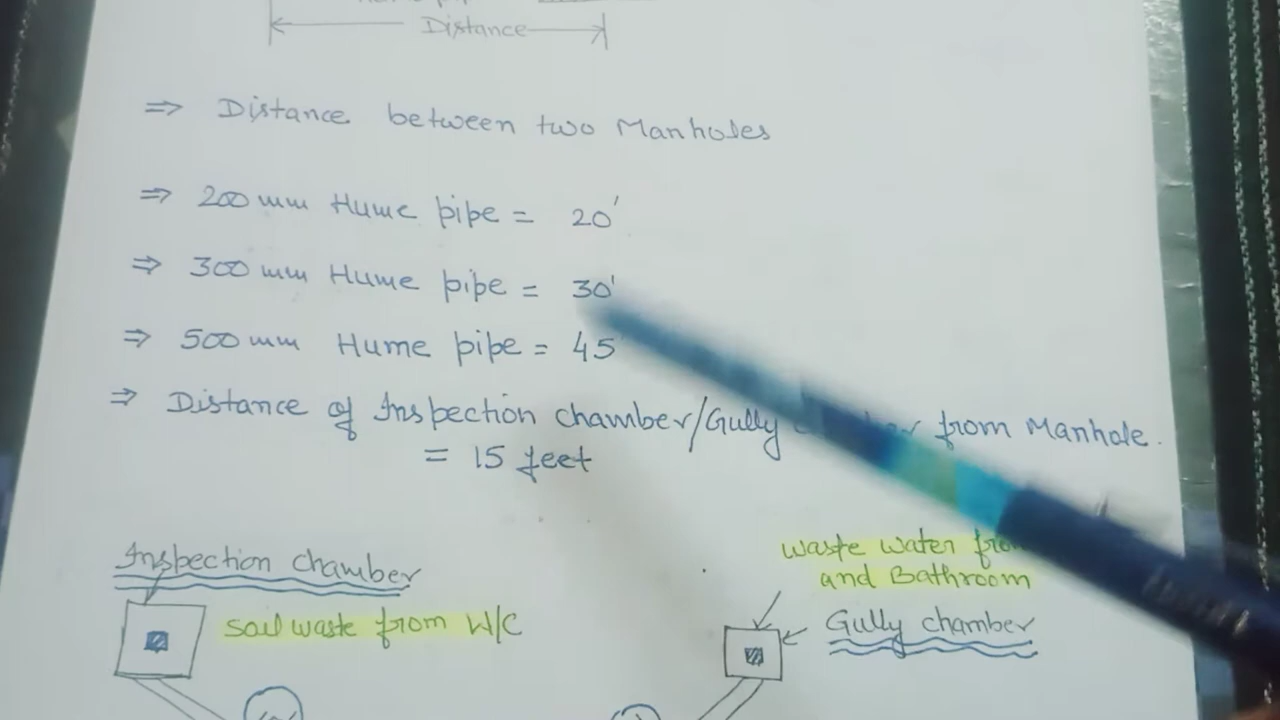 Distance
⇒ Distance between two Manholes
⇒ 200 mm Hume pipe = 20'
⇒ 300 mm Hume pipe = 30'
⇒ 500 mm Hume pipe = 45
⇒ Distance of Inspection chamber/Gully from Manhole.
= 15 feet
Inspection chamber
soil waste from W/C
waste water
and Bathroom
Gully chamber